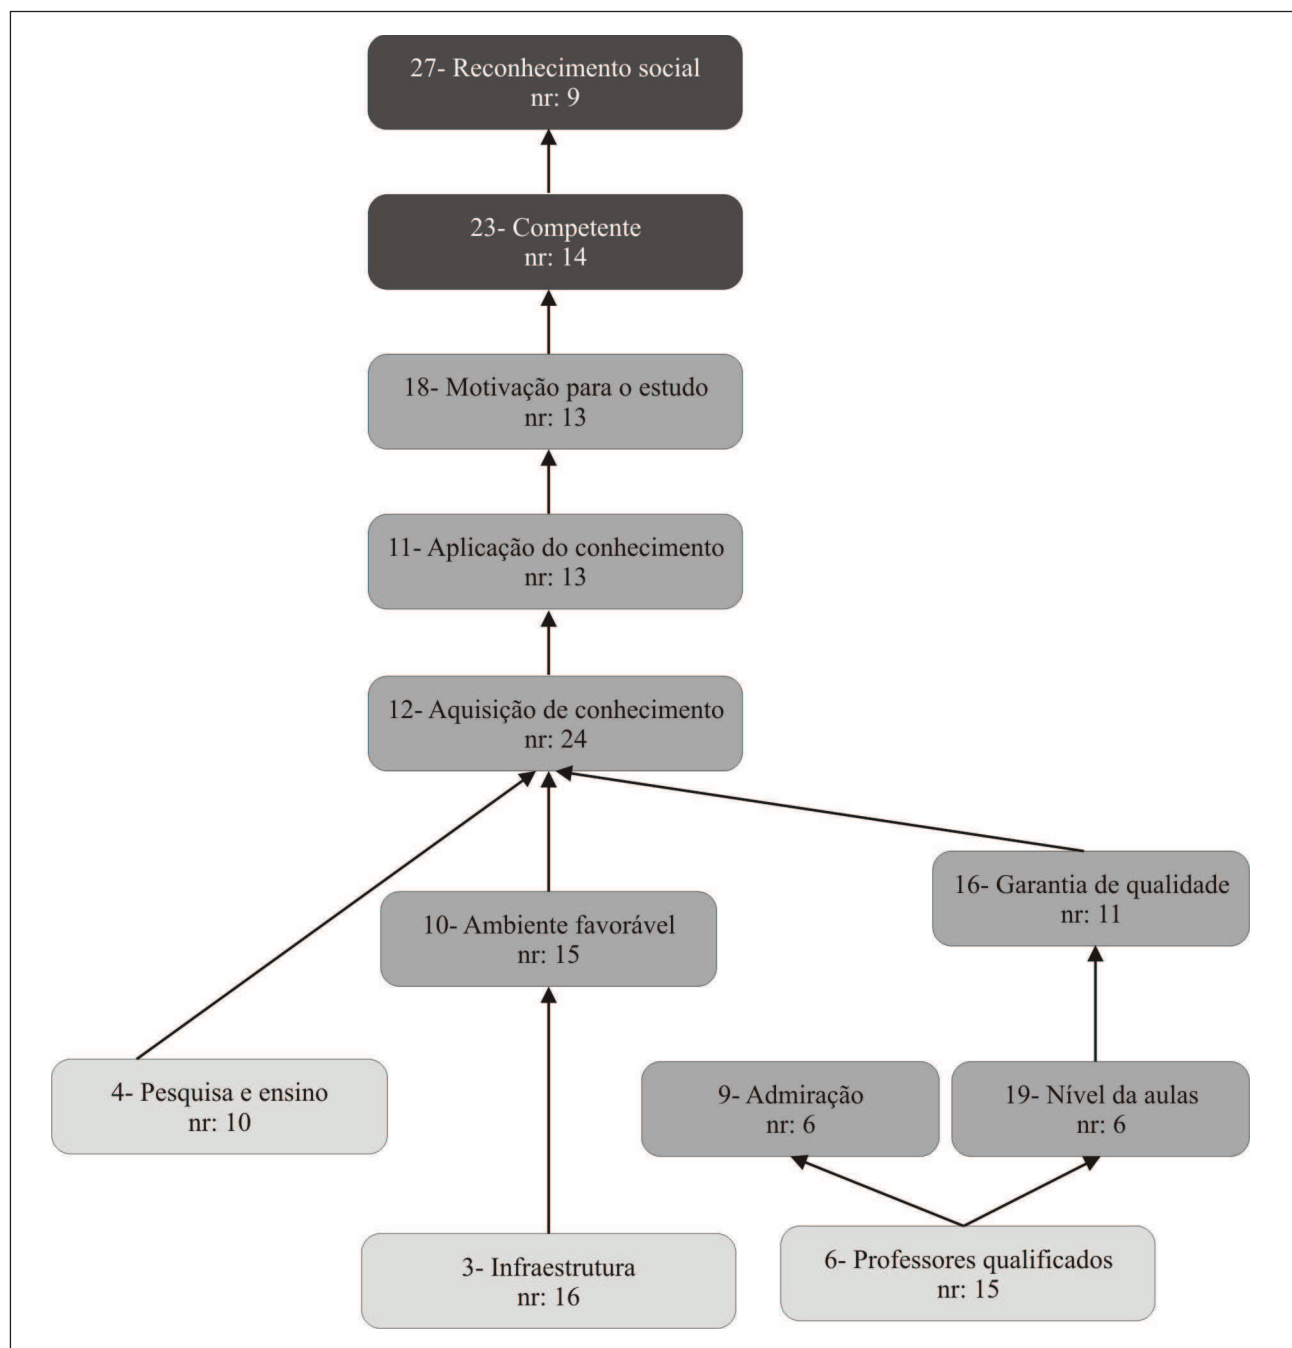 27- Reconhecimento social
nr: 9
23- Competente
nr: 14
18- Motivação para o estudo
nr: 13
11- Aplicação do conhecimento
nr: 13
12- Aquisição de conhecimento
nr: 24
16- Garantia de qualidade
nr: 11
10- Ambiente favorável
nr: 15
4- Pesquisa e ensino
nr: 10
9- Admiração
nr: 6
19- Nível da aulas
nr: 6
3- Infraestrutura
nr: 16
6- Professores qualificados
nr: 15